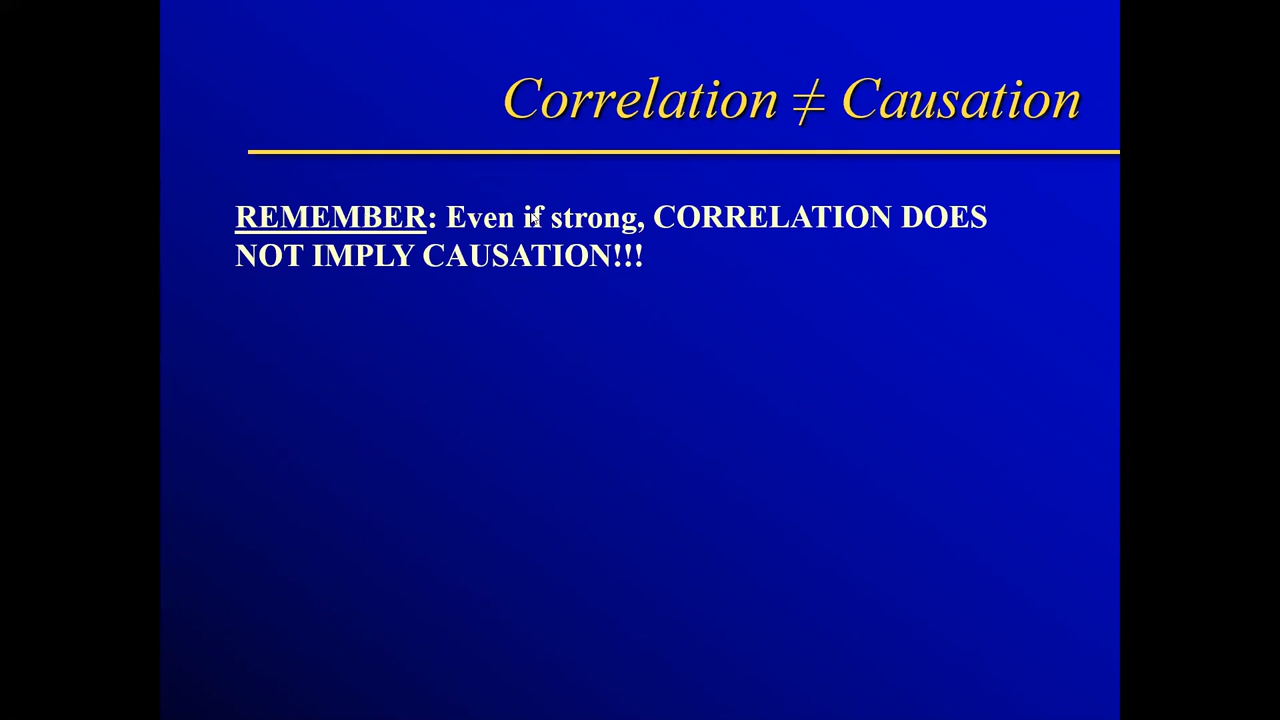 Correlation ≠ Causation
REMEMBER: Even if strong, CORRELATION DOES
NOT IMPLY CAUSATION!!!